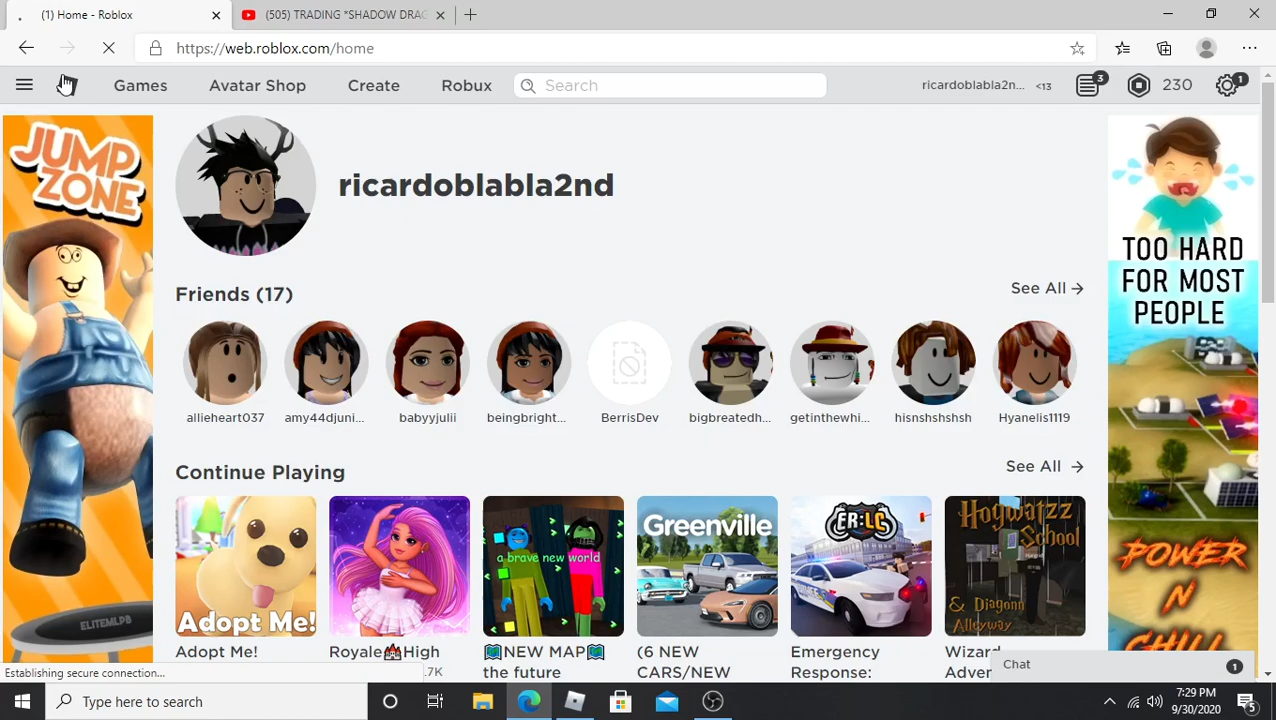 (1) Home - Roblox
(505) TRADING *SHADOW DRAG
https://web.roblox.com/home
Games
Avatar Shop
Create
Robux
Search
ricardoblabla2n...
<13
3
230
1
JUMP
ZONE
ELITEMLPB
ricardoblabla2nd
Friends (17)
See All
allieheart037
amy44djuni...
babyyjulii
beingbright...
BerrisDev
bigbreatedh...
getinthewhi...
hisnshshshsh
Hyanelis1119
Continue Playing
See All
Adopt Me!
a brave new world
Greenville
ER:LC
Hogwatzz
School
& Diagonn
Alleyway
Adopt Me!
Royale🏰High
.7K
🗺NEW MAP🗺
the future
(6 NEW
CARS/NEW
Emergency
Response:
Wizard
Adven
TOO HARD
FOR MOST
PEOPLE
POWER
N
CHILL
Chat
1
Establishing secure connection...
Type here to search
7:29 PM
9/30/2020
5